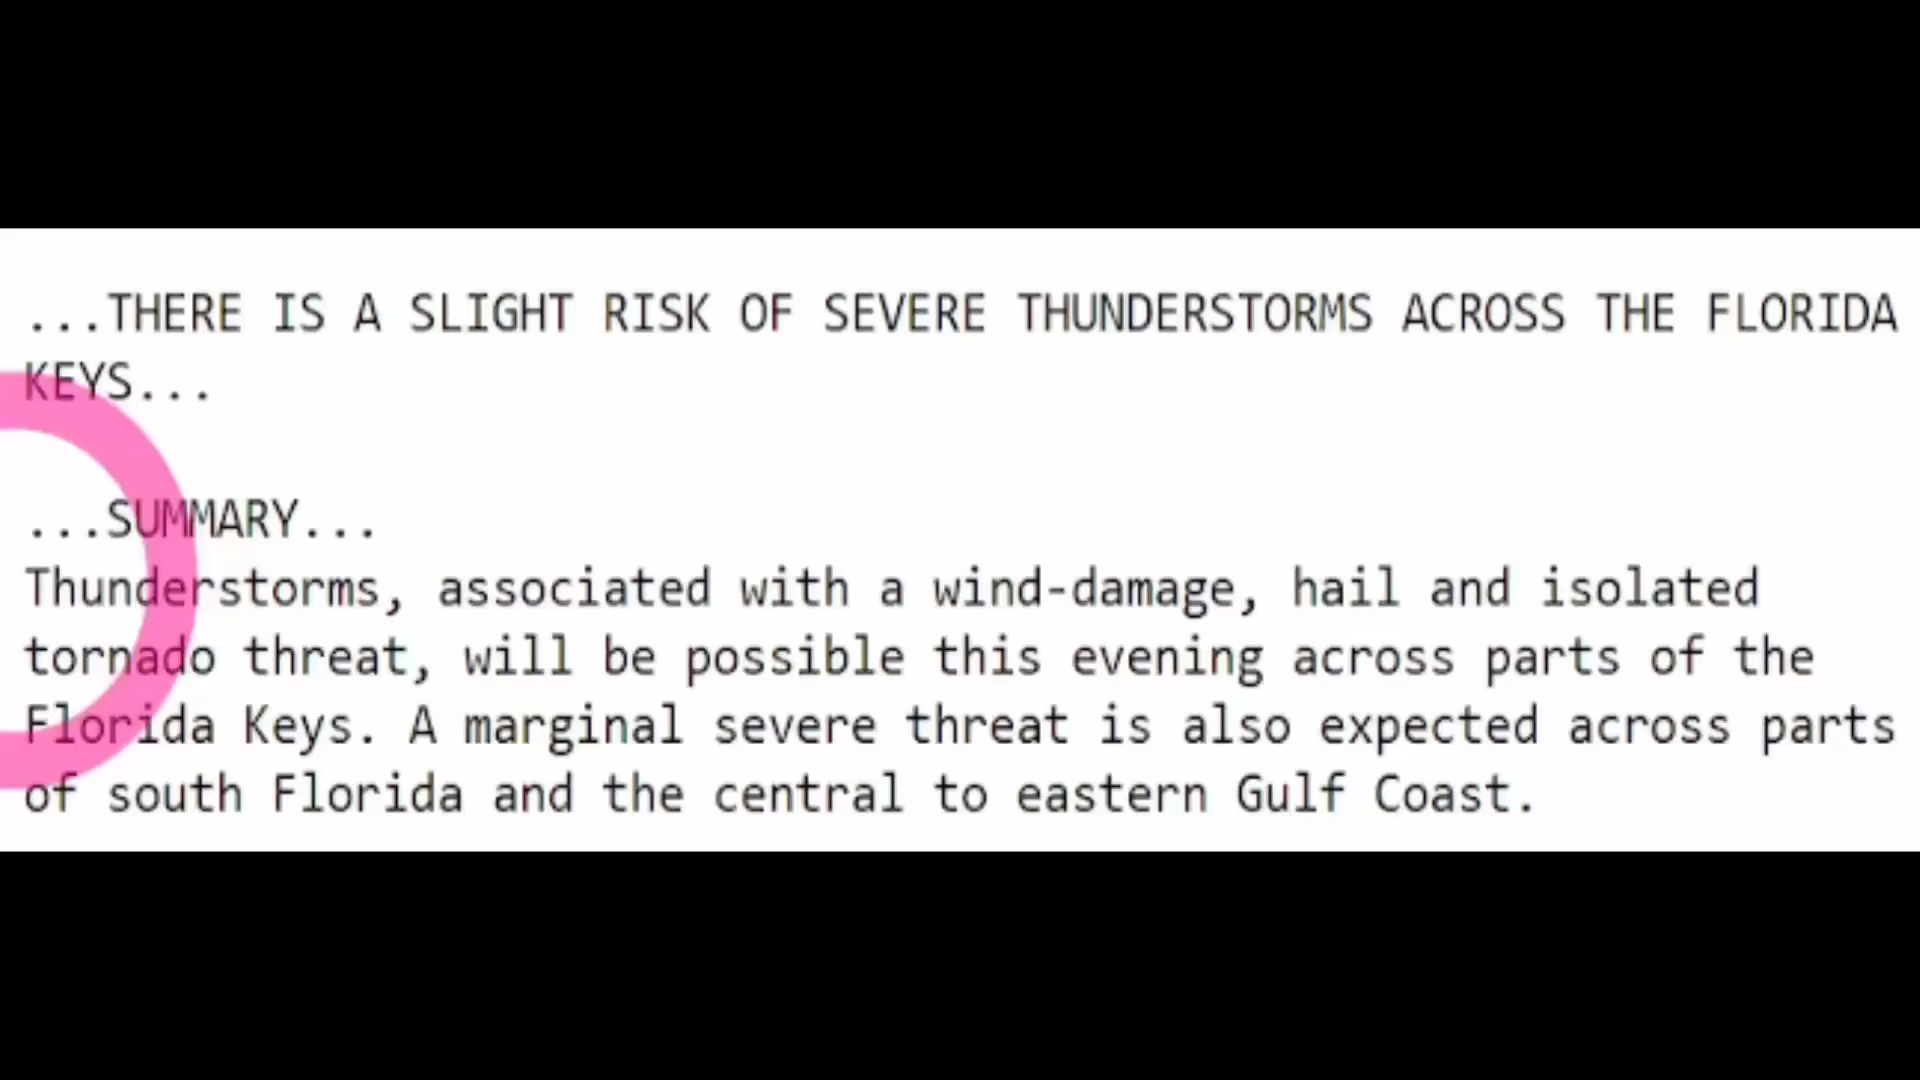 ...THERE IS A SLIGHT RISK OF SEVERE THUNDERSTORMS ACROSS THE FLORIDA
KEYS...
...SUMMARY...
Thunderstorms, associated with a wind-damage, hail and isolated
tornado threat, will be possible this evening across parts of the
Florida Keys. A marginal severe threat is also expected across parts
of south Florida and the central to eastern Gulf Coast.